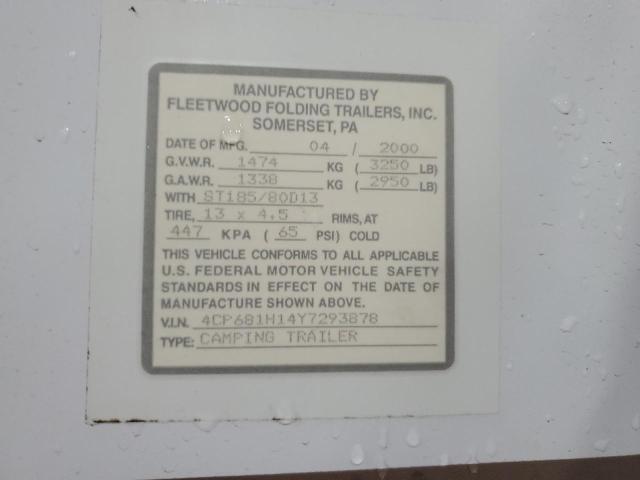 MANUFACTURED BY
FLEETWOOD FOLDING TRAILERS, INC.
SOMERSET, PA
DATE OF MFG. 04 / 2000
G.V.W.R. 1474 KG ( 3250 LB)
G.A.W.R. 1338 KG ( 2950 LB)
WITH ST185/80D13
TIRE, 13 x 4.5 RIMS, AT
447 KPA ( 65 PSI) COLD
THIS VEHICLE CONFORMS TO ALL APPLICABLE
U.S. FEDERAL MOTOR VEHICLE SAFETY
STANDARDS IN EFFECT ON THE DATE OF
MANUFACTURE SHOWN ABOVE.
V.I.N. 4CP681H14Y7293878
TYPE: CAMPING TRAILER